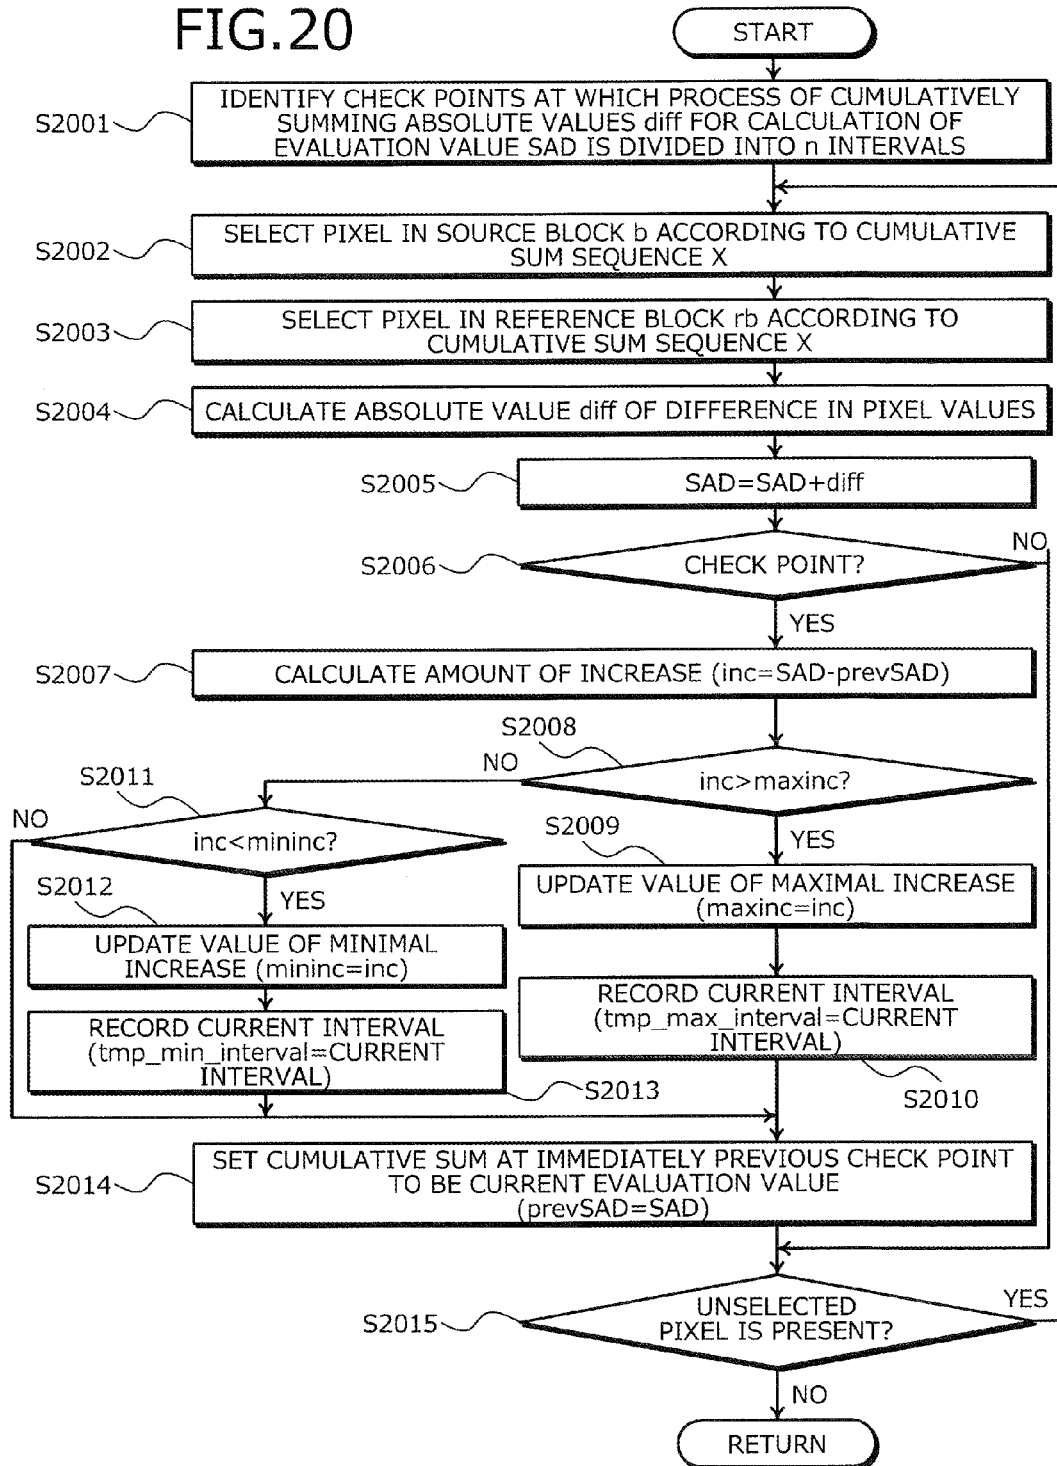 FIG.20
START
S2001
IDENTIFY CHECK POINTS AT WHICH PROCESS OF CUMULATIVELY
SUMMING ABSOLUTE VALUES diff FOR CALCULATION OF
EVALUATION VALUE SAD IS DIVIDED INTO n INTERVALS
S2002
SELECT PIXEL IN SOURCE BLOCK b ACCORDING TO CUMULATIVE
SUM SEQUENCE X
S2003
SELECT PIXEL IN REFERENCE BLOCK rb ACCORDING TO
CUMULATIVE SUM SEQUENCE X
S2004
CALCULATE ABSOLUTE VALUE diff OF DIFFERENCE IN PIXEL VALUES
S2005
SAD=SAD+diff
S2006
CHECK POINT?
NO
YES
S2007
CALCULATE AMOUNT OF INCREASE (inc=SAD-prevSAD)
S2008
inc>maxinc?
NO
YES
S2011
inc<mininc?
NO
YES
S2009
UPDATE VALUE OF MAXIMAL INCREASE
(maxinc=inc)
S2012
UPDATE VALUE OF MINIMAL
INCREASE (mininc=inc)
RECORD CURRENT INTERVAL
(tmp_max_interval=CURRENT
INTERVAL)
S2010
RECORD CURRENT INTERVAL
(tmp_min_interval=CURRENT
INTERVAL)
S2013
S2014
SET CUMULATIVE SUM AT IMMEDIATELY PREVIOUS CHECK POINT
TO BE CURRENT EVALUATION VALUE
(prevSAD=SAD)
S2015
UNSELECTED
PIXEL IS PRESENT?
YES
NO
RETURN